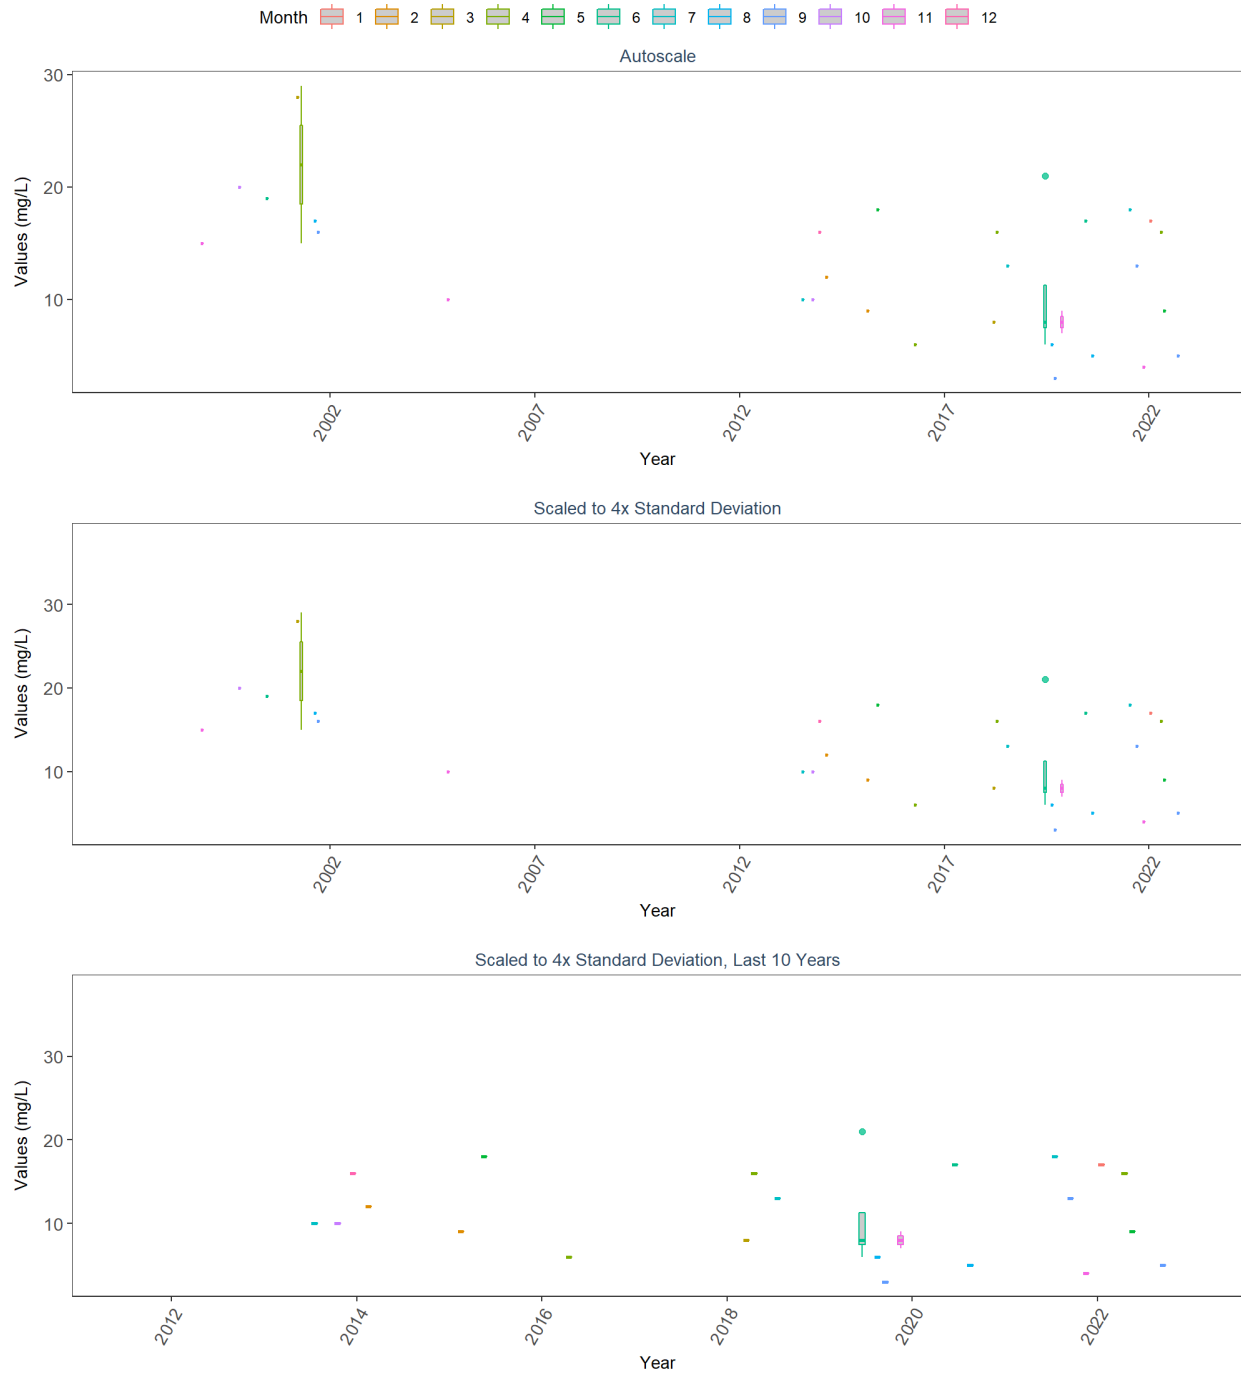 Month 1 2 3 4 5 6 7 8 9 10 11 12
Autoscale
30
20
10
Values (mg/L)
2002 2007 2012 2017 2022
Year
Scaled to 4x Standard Deviation
30
20
10
Values (mg/L)
2002 2007 2012 2017 2022
Year
Scaled to 4x Standard Deviation, Last 10 Years
30
20
10
Values (mg/L)
2012 2014 2016 2018 2020 2022
Year